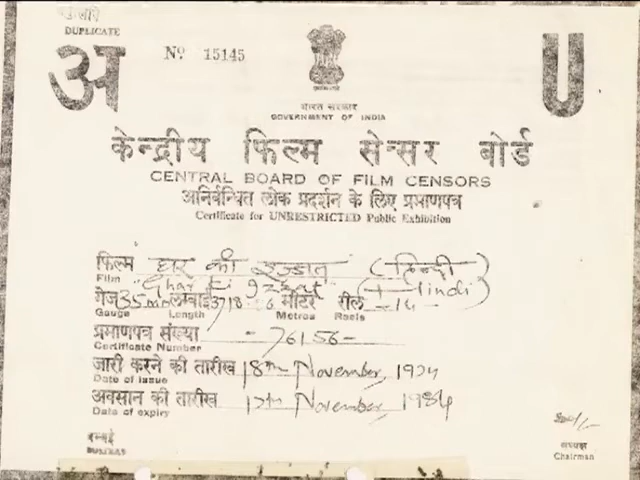 DUPLICATE
अ
No 15145
U
भारत सरकार
GOVERNMENT OF INDIA
केन्द्रीय फिल्म सेन्सर बोर्ड
CENTRAL BOARD OF FILM CENSORS
अनिर्बन्धित लोक प्रदर्शन के लिए प्रमाणपत्र
Certificate for UNRESTRICTED Public Exhibition
फिल्म घर की इज्जत (हिन्दी)
Film "Ghar ki Izzat" (Hindi)
गेज 35mm लम्बाई 3718.6 मीटर रील -14-
Gauge Length Metres Reels
प्रमाणपत्र संख्या -76156-
Certificate Number
जारी करने की तारीख 18th November, 1974
Date of Issue
अवसान की तारीख 17th November, 1984
Date of expiry
बम्बई
BOMBAY
अध्यक्ष
Chairman